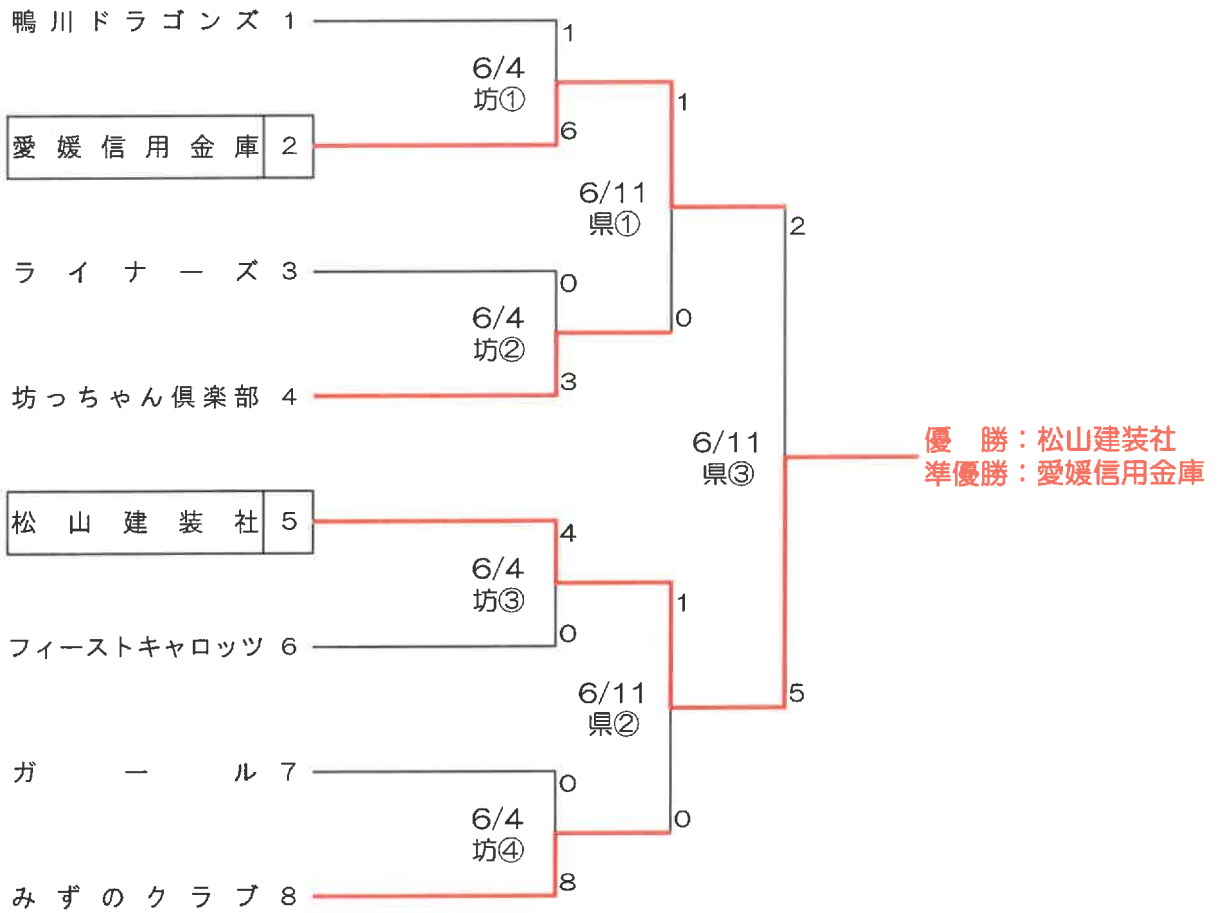 鴨川ドラゴンズ 1
1
6/4
坊①
1
6
愛媛信用金庫 2
6/11
県①
2
ライナーズ 3
0
6/4
坊②
0
3
坊っちゃん倶楽部 4
6/11
県③
優　勝：松山建装社
準優勝：愛媛信用金庫
松山建装社 5
4
6/4
坊③
1
0
フィーストキャロッツ 6
6/11
県②
5
ガール 7
0
6/4
坊④
0
8
みずのクラブ 8